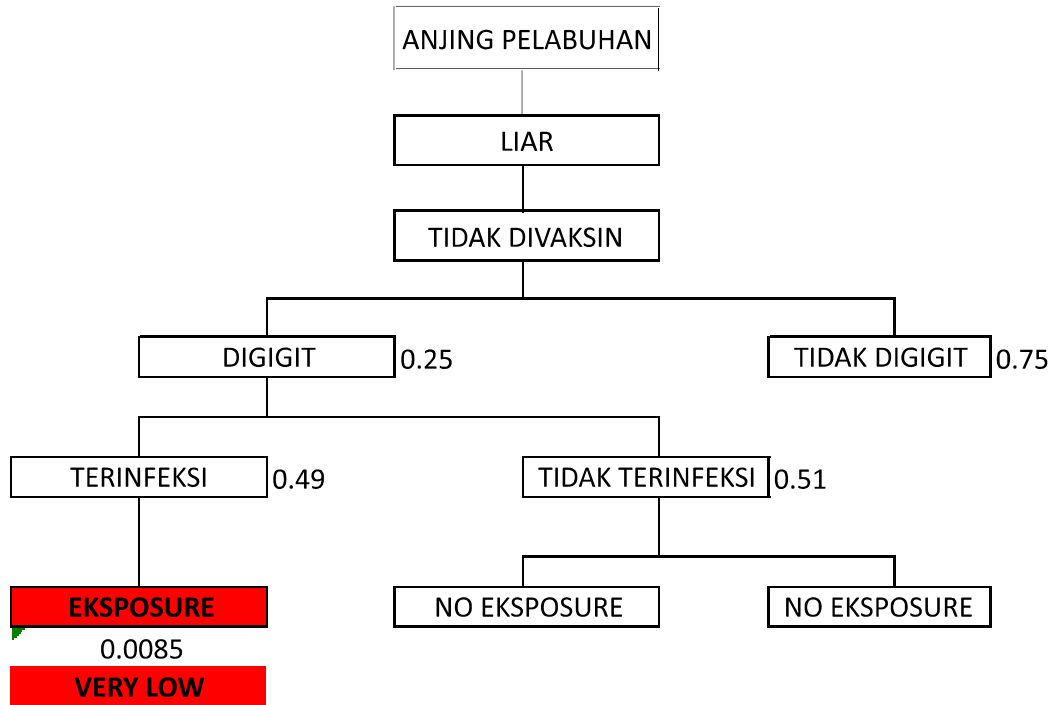 ANJING PELABUHAN
LIAR
TIDAK DIVAKSIN
DIGIGIT 0.25 TIDAK DIGIGIT 0.75
TERINFEKSI 0.49 TIDAK TERINFEKSI 0.51
EKSPOSURE NO EKSPOSURE NO EKSPOSURE
0.0085
VERY LOW